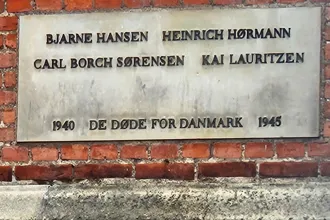 BJARNE HANSEN HEINRICH HØRMANN
CARL BORCH SØRENSEN KAI LAURITZEN
1940 DE DØDE FOR DANMARK 1945